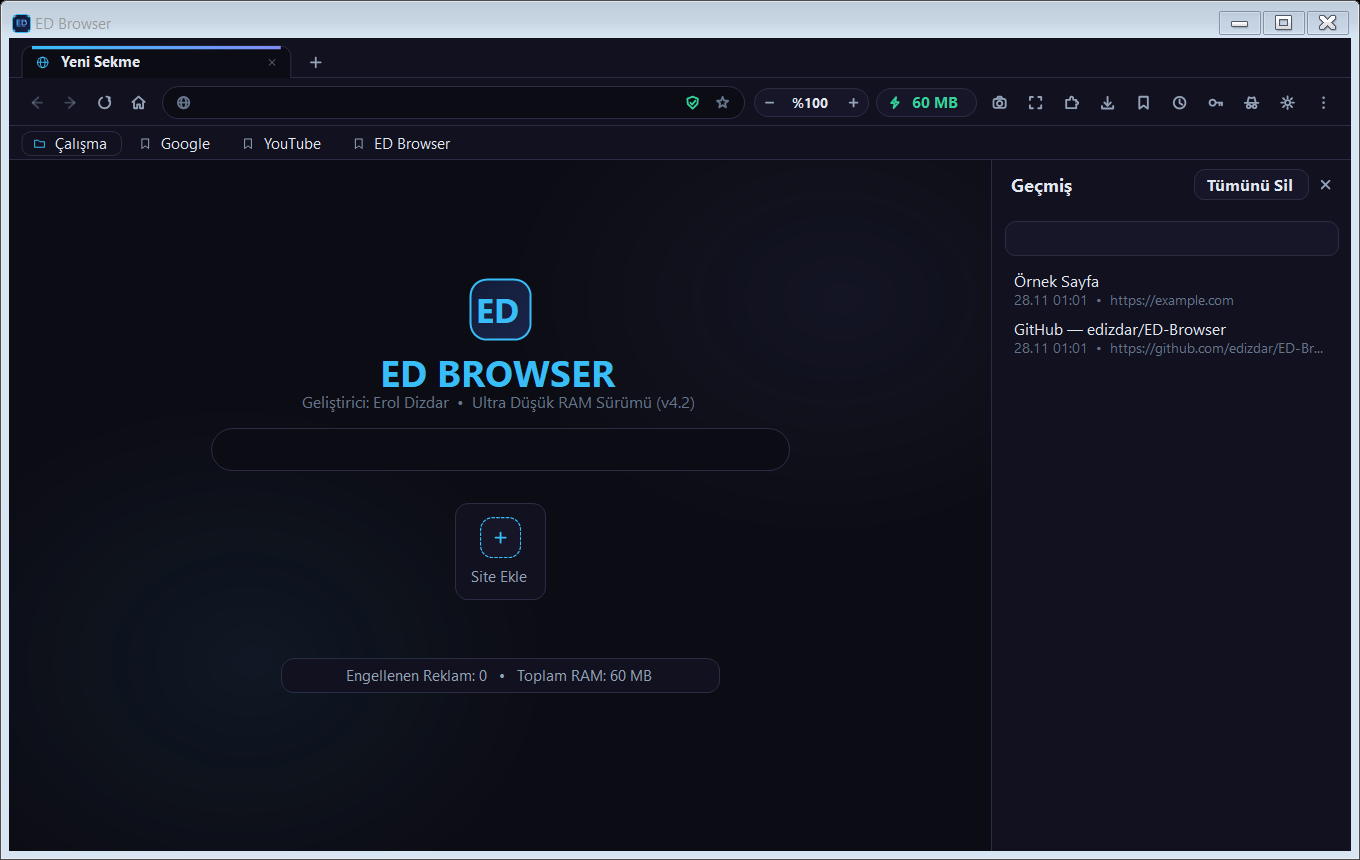 ED ED Browser
Yeni Sekme
%100
60 MB
Çalışma
Google
YouTube
ED Browser
Geçmiş
Tümünü Sil
Örnek Sayfa
28.11 01:01 • https://example.com
GitHub — edizdar/ED-Browser
28.11 01:01 • https://github.com/edizdar/ED-Br...
ED
ED BROWSER
Geliştirici: Erol Dizdar • Ultra Düşük RAM Sürümü (v4.2)
Site Ekle
Engellenen Reklam: 0 • Toplam RAM: 60 MB